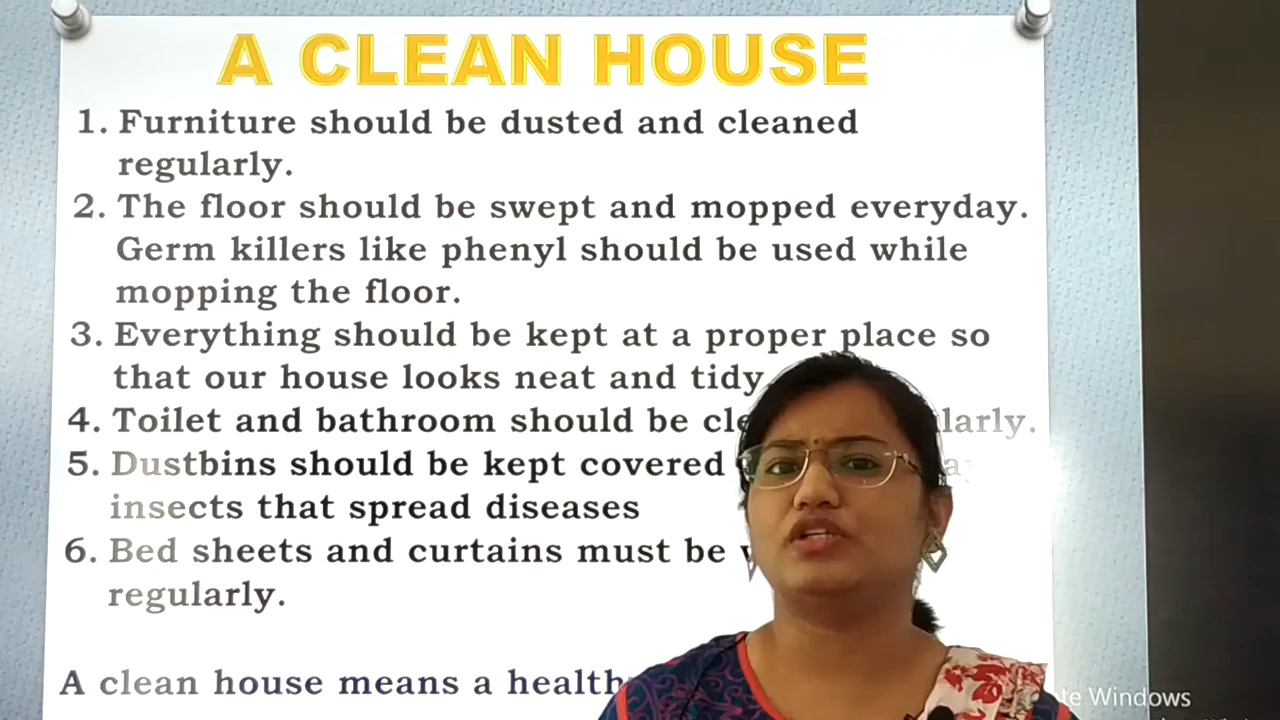 A CLEAN HOUSE
1. Furniture should be dusted and cleaned
regularly.
2. The floor should be swept and mopped everyday.
Germ killers like phenyl should be used while
mopping the floor.
3. Everything should be kept at a proper place so
that our house looks neat and tidy
4. Toilet and bathroom should be
5. Dustbins should be kept covered
insects that spread diseases
6. Bed sheets and curtains must be
regularly.
A clean house means a
Windows